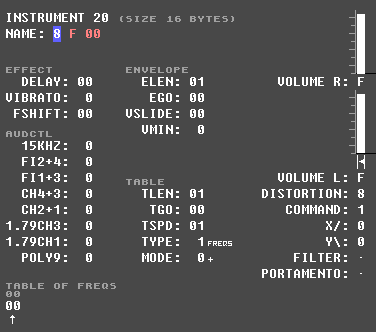 INSTRUMENT 20 (SIZE 16 BYTES)
NAME: 8 F 00
EFFECT ENVELOPE
DELAY: 00 ELEN: 01 VOLUME R: F
VIBRATO: 0 EGO: 00
FSHIFT: 00 VSLIDE: 00
VMIN: 0
AUDCTL
15KHZ: 0
FI2+4: 0
FI1+3: 0 TABLE VOLUME L: F
CH4+3: 0 TLEN: 01 DISTORTION: 8
CH2+1: 0 TGO: 00 COMMAND: 1
1.79CH3: 0 TSPD: 01 X/: 0
1.79CH1: 0 TYPE: 1 FREQS Y\: 0
POLY9: 0 MODE: 0 + FILTER: -
PORTAMENTO: -
TABLE OF FREQS
00
00
↑